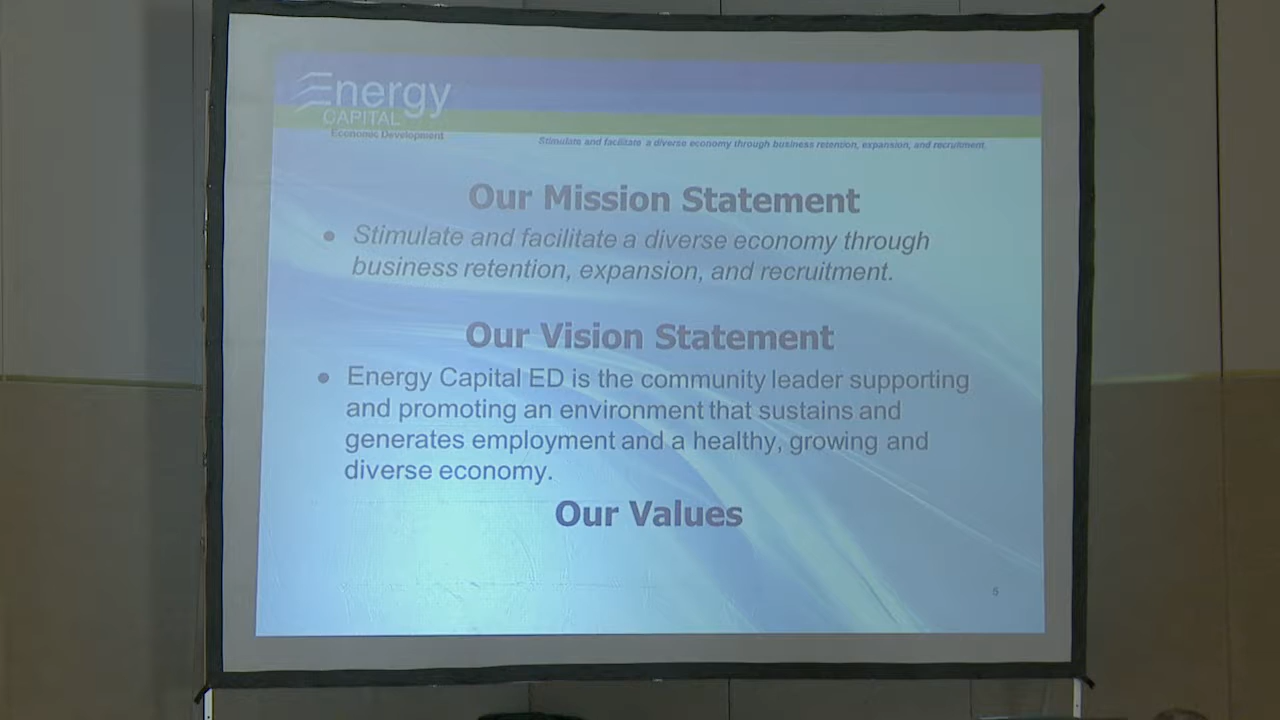 Energy
CAPITAL
Economic Development
Stimulate and facilitate a diverse economy through business retention, expansion, and recruitment.
Our Mission Statement
• Stimulate and facilitate a diverse economy through
business retention, expansion, and recruitment.
Our Vision Statement
• Energy Capital ED is the community leader supporting
and promoting an environment that sustains and
generates employment and a healthy, growing and
diverse economy.
Our Values
5